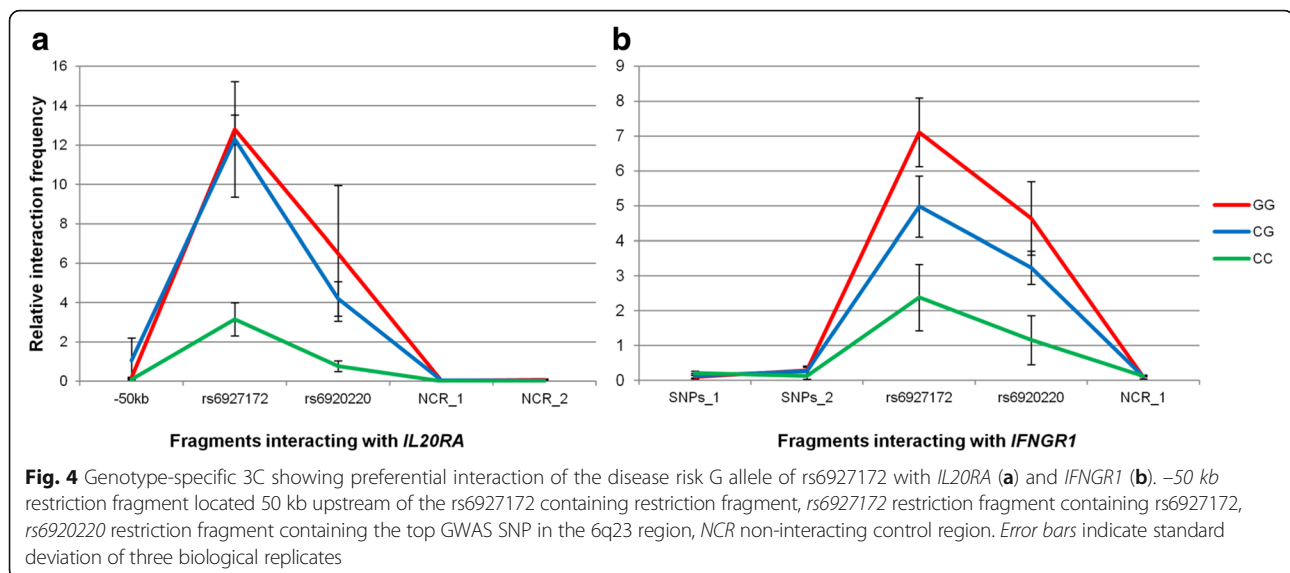 a
b
16
14
12
10
8
6
4
2
0
Relative interaction frequency
-50kb
rs6927172
rs6920220
NCR_1
NCR_2
Fragments interacting with IL20RA
9
8
7
6
5
4
3
2
1
0
SNPs_1
SNPs_2
rs6927172
rs6920220
NCR_1
Fragments interacting with IFNGR1
GG
CG
CC
Fig. 4 Genotype-specific 3C showing preferential interaction of the disease risk G allele of rs6927172 with IL20RA (a) and IFNGR1 (b). –50 kb
restriction fragment located 50 kb upstream of the rs6927172 containing restriction fragment, rs6927172 restriction fragment containing rs6927172,
rs6920220 restriction fragment containing the top GWAS SNP in the 6q23 region, NCR non-interacting control region. Error bars indicate standard
deviation of three biological replicates